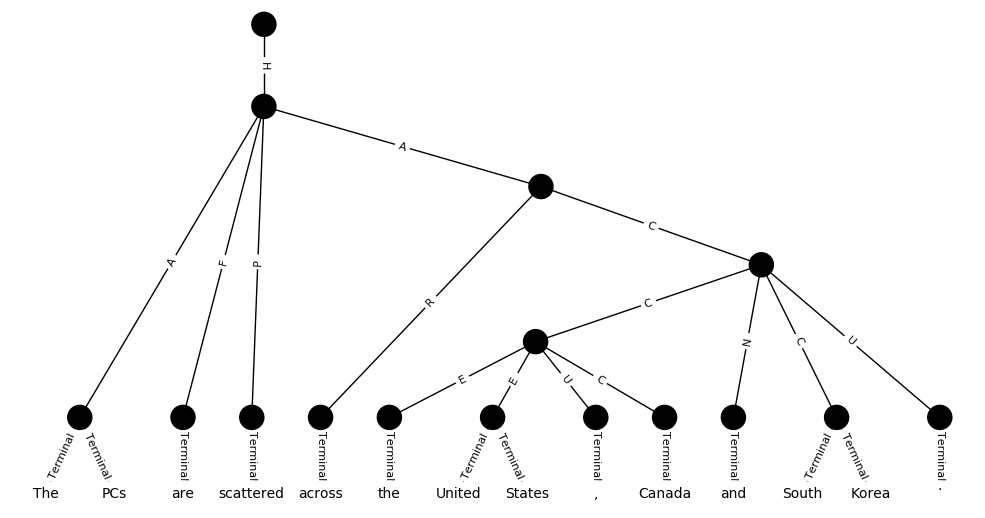 H
A
C
A
F
P
R
C
N
C
U
E
E
U
C
Terminal Terminal Terminal Terminal Terminal Terminal Terminal Terminal Terminal Terminal Terminal Terminal Terminal Terminal
The PCs are scattered across the United States , Canada and South Korea .